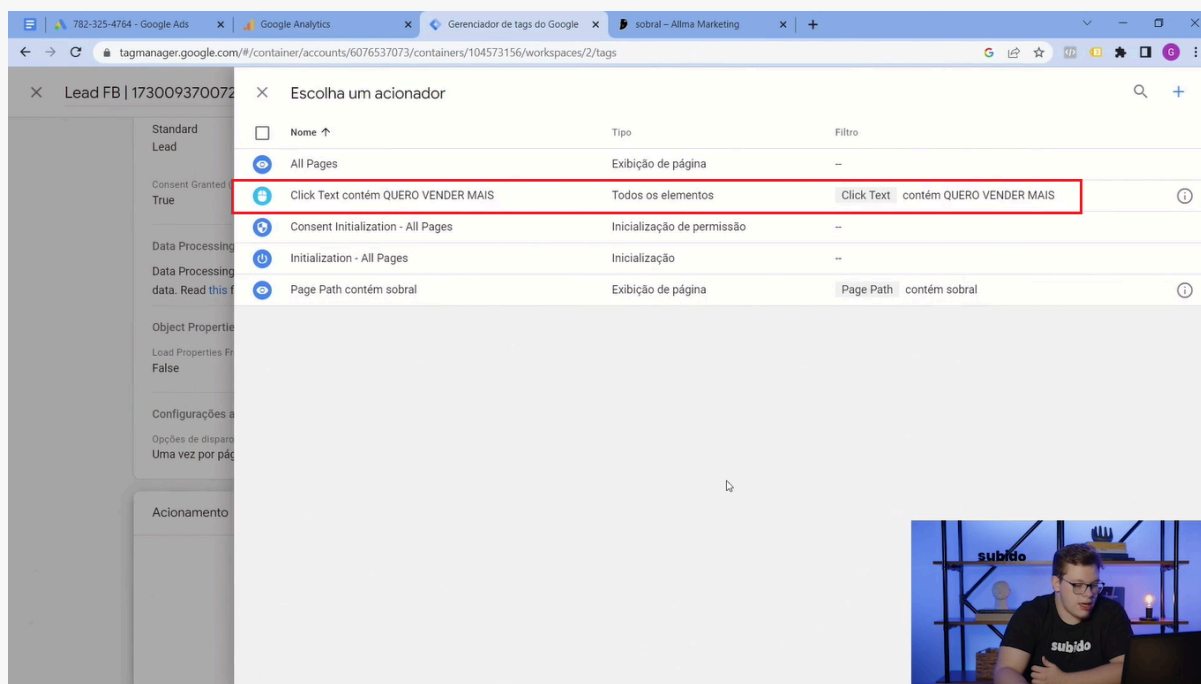 782-325-4764 - Google Ads
Google Analytics
Gerenciador de tags do Google
sobral – Allma Marketing
tagmanager.google.com/#/container/accounts/6076537073/containers/104573156/workspaces/2/tags
G
Lead FB | 173009370072
Escolha um acionador
Nome
Tipo
Filtro
All Pages
Exibição de página
--
Click Text contém QUERO VENDER MAIS
Todos os elementos
Click Text contém QUERO VENDER MAIS
Consent Initialization - All Pages
Inicialização de permissão
--
Initialization - All Pages
Inicialização
--
Page Path contém sobral
Exibição de página
Page Path contém sobral
Standard
Lead
Consent Granted
True
Data Processing
Data Processing
data. Read this f
Object Propertie
Load Properties Fr
False
Configurações a
Opções de disparo
Uma vez por pág
Acionamento
subido
subido